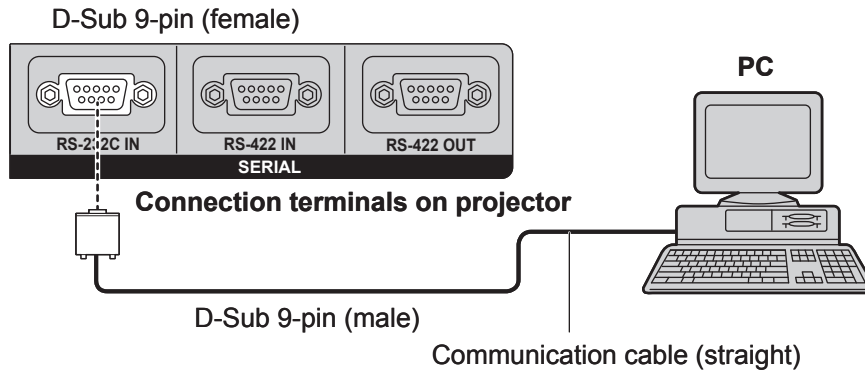 D-Sub 9-pin (female)
PC
RS-232C IN
RS-422 IN
RS-422 OUT
SERIAL
Connection terminals on projector
D-Sub 9-pin (male)
Communication cable (straight)